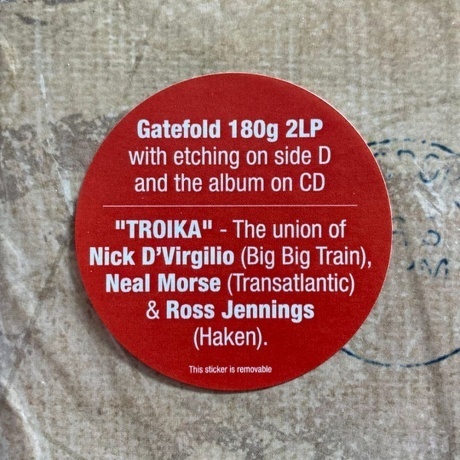 Gatefold 180g 2LP
with etching on side D
and the album on CD
"TROIKA" - The union of
Nick D'Virgilio (Big Big Train),
Neal Morse (Transatlantic)
& Ross Jennings
(Haken).
This sticker is removable